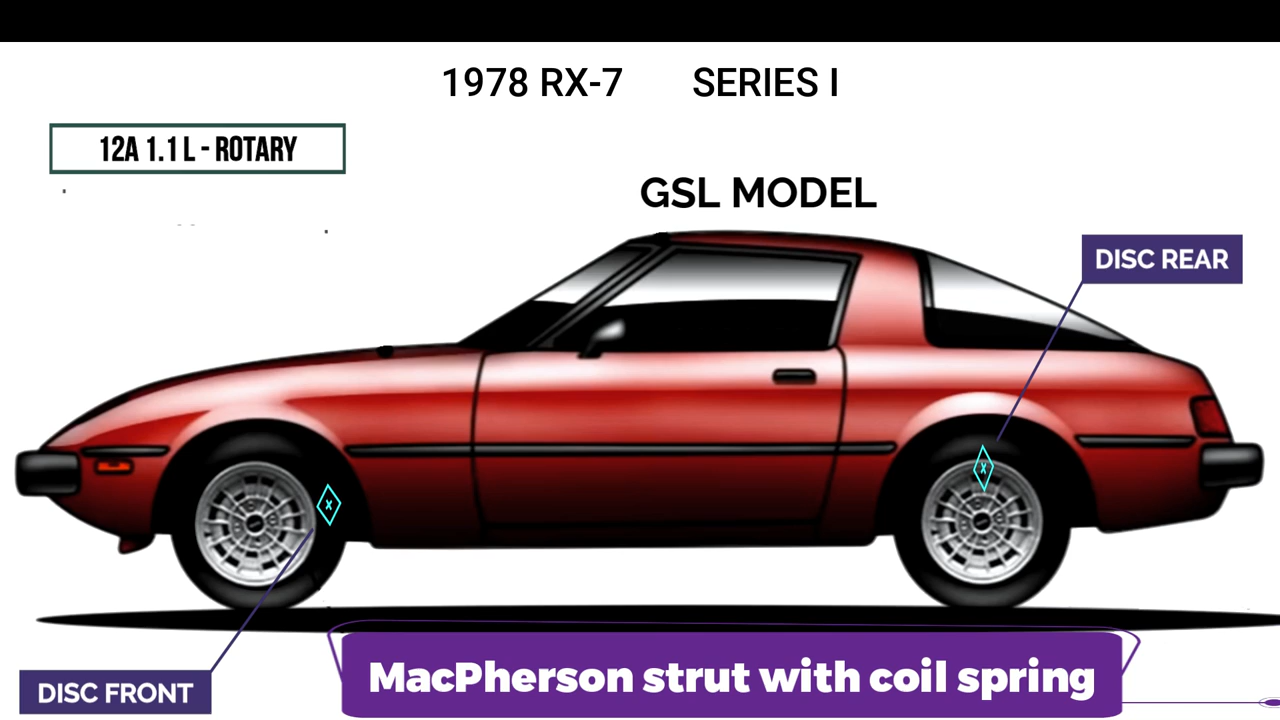 1978 RX-7 SERIES I
12A 1.1 L - ROTARY
GSL MODEL
DISC REAR
DISC FRONT
MacPherson strut with coil spring